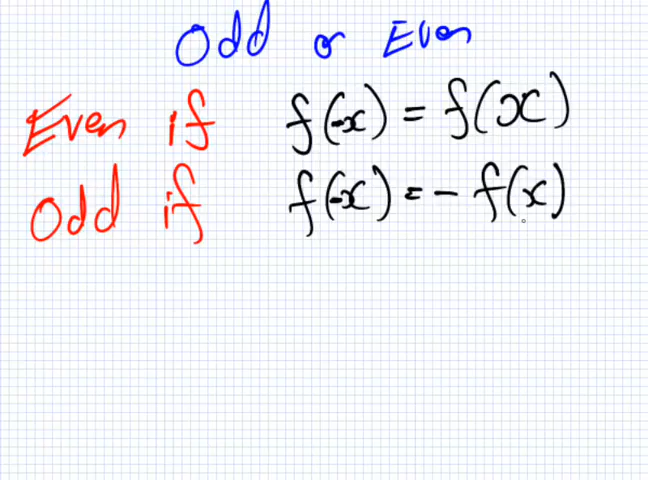 Odd or Even
Even if f(-x) = f(x)
Odd if f(-x) = - f(x)